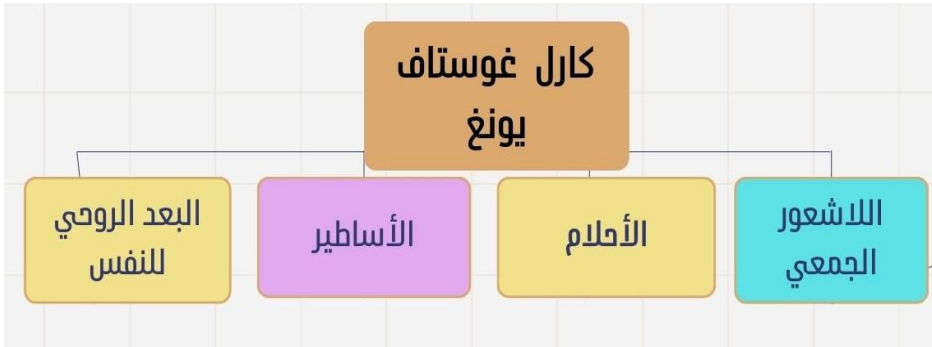 كارل غوستاف
يونغ
اللاشعور
الجمعي
الأحلام
الأساطير
البعد الروحي
للنفس